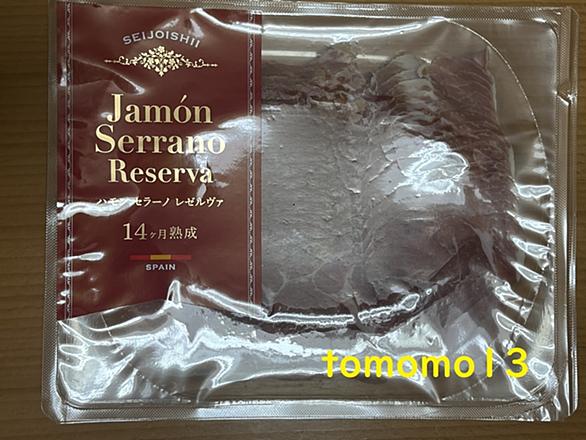 SEIJOISHII
Jamón
Serrano
Reserva
ハモン セラーノ レゼルヴァ
14ヶ月熟成
SPAIN
tomomo13